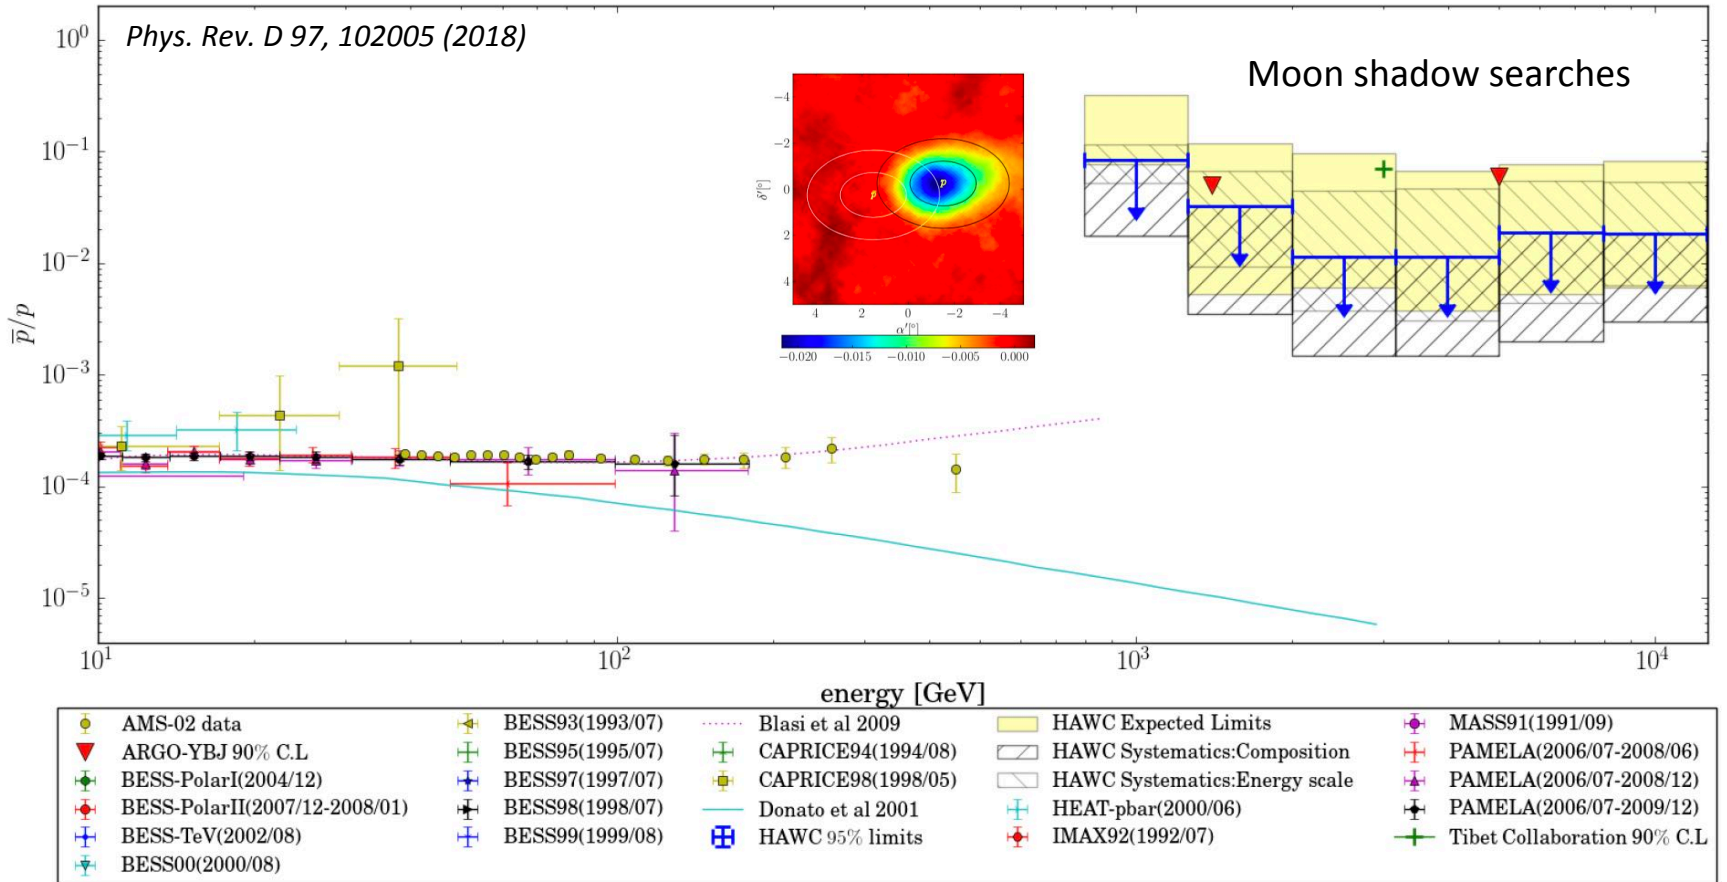 Phys. Rev. D 97, 102005 (2018)
Moon shadow searches
10^0
10^-1
10^-2
10^-3
10^-4
10^-5
p̅/p
10^1 10^2 10^3 10^4
energy [GeV]
−4
−2
0
2
4
δ′[°]
p̅ p
4 2 0 −2 −4
α′[°]
−0.020 −0.015 −0.010 −0.005 0.000
AMS-02 data
ARGO-YBJ 90% C.L
BESS-PolarI(2004/12)
BESS-PolarII(2007/12-2008/01)
BESS-TeV(2002/08)
BESS00(2000/08)
BESS93(1993/07)
BESS95(1995/07)
BESS97(1997/07)
BESS98(1998/07)
BESS99(1999/08)
Blasi et al 2009
CAPRICE94(1994/08)
CAPRICE98(1998/05)
Donato et al 2001
HAWC 95% limits
HAWC Expected Limits
HAWC Systematics:Composition
HAWC Systematics:Energy scale
HEAT-pbar(2000/06)
IMAX92(1992/07)
MASS91(1991/09)
PAMELA(2006/07-2008/06)
PAMELA(2006/07-2008/12)
PAMELA(2006/07-2009/12)
Tibet Collaboration 90% C.L